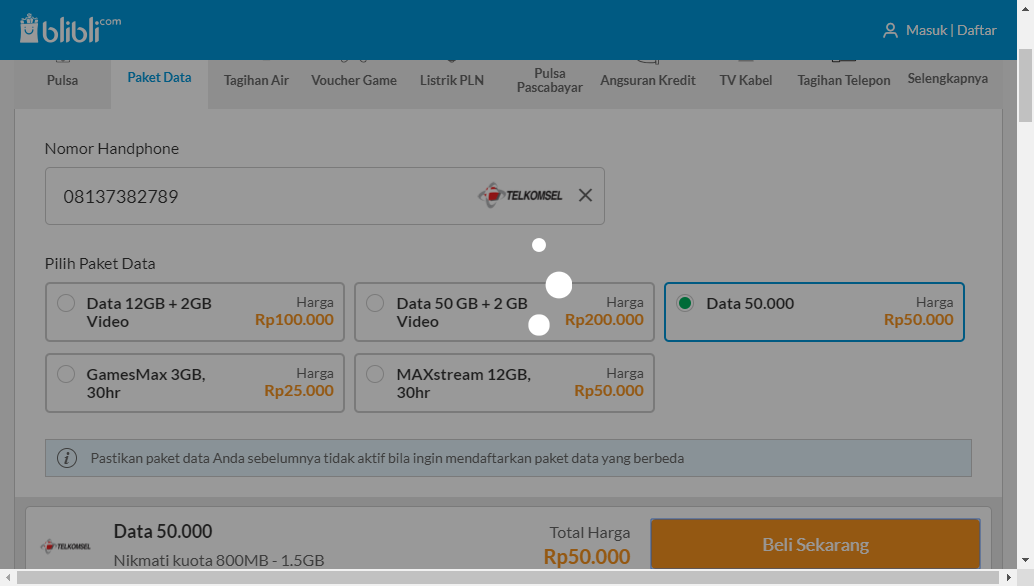 blibli.com
Masuk | Daftar
Pulsa
Paket Data
Tagihan Air
Voucher Game
Listrik PLN
Pulsa
Pascabayar
Angsuran Kredit
TV Kabel
Tagihan Telepon
Selengkapnya
Nomor Handphone
08137382789
TELKOMSEL
Pilih Paket Data
Data 12GB + 2GB
Video
Harga
Rp100.000
Data 50 GB + 2 GB
Video
Harga
Rp200.000
Data 50.000
Harga
Rp50.000
GamesMax 3GB,
30hr
Harga
Rp25.000
MAXstream 12GB,
30hr
Harga
Rp50.000
Pastikan paket data Anda sebelumnya tidak aktif bila ingin mendaftarkan paket data yang berbeda
TELKOMSEL
Data 50.000
Nikmati kuota 800MB - 1.5GB
Total Harga
Rp50.000
Beli Sekarang